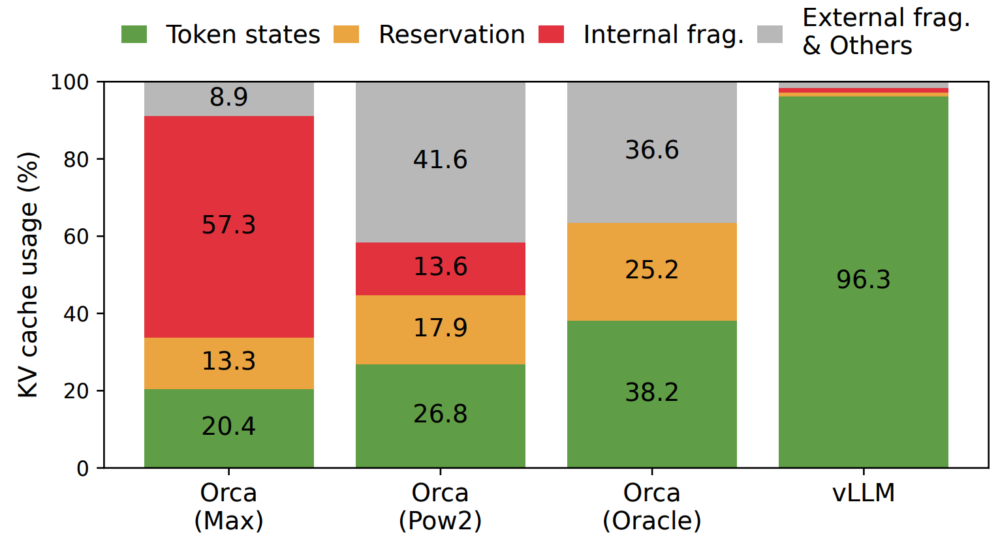 Token states
Reservation
Internal frag.
External frag.
& Others
KV cache usage (%)
100
80
60
40
20
0
8.9
57.3
13.3
20.4
41.6
13.6
17.9
26.8
36.6
25.2
38.2
96.3
Orca
(Max)
Orca
(Pow2)
Orca
(Oracle)
vLLM